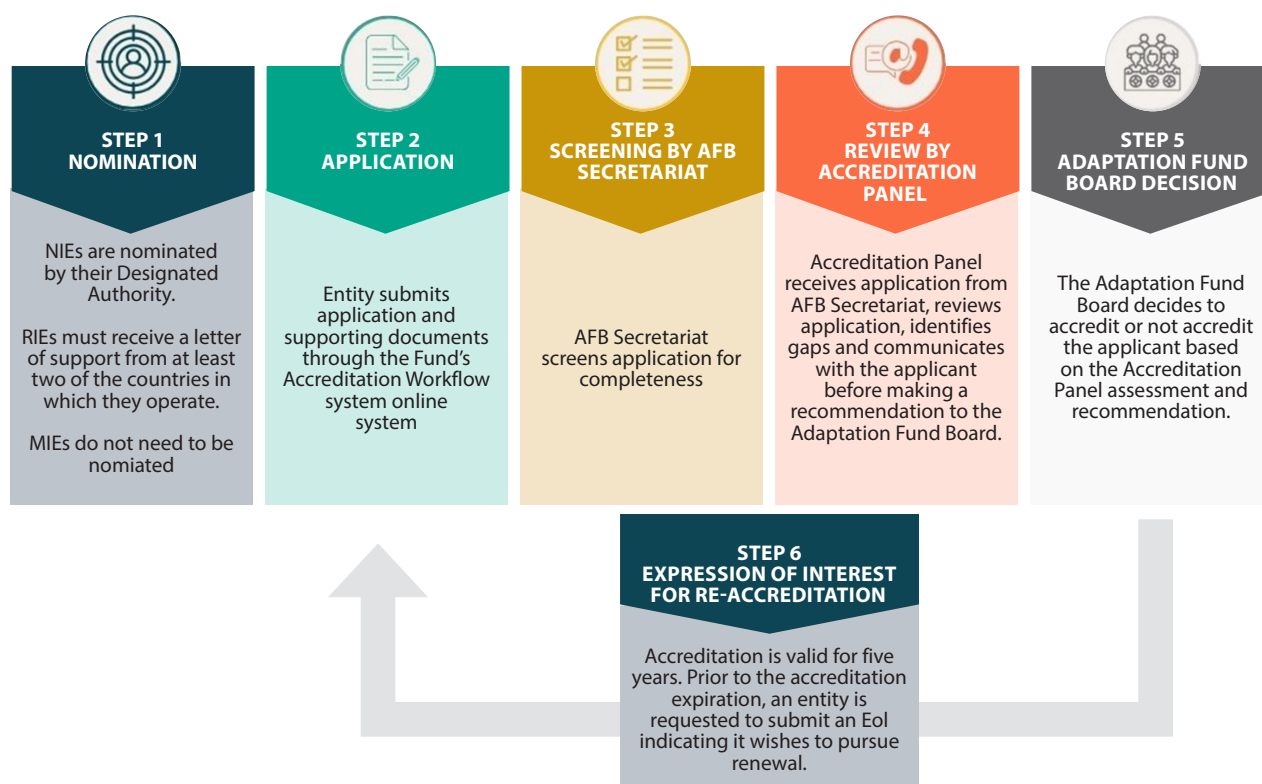 STEP 1
NOMINATION
NIEs are nominated
by their Designated
Authority.
RIEs must receive a letter
of support from at least
two of the countries in
which they operate.
MIEs do not need to be
nomiated
STEP 2
APPLICATION
Entity submits
application and
supporting documents
through the Fund’s
Accreditation Workflow
system online
system
STEP 3
SCREENING BY AFB
SECRETARIAT
AFB Secretariat
screens application for
completeness
STEP 4
REVIEW BY
ACCREDITATION
PANEL
Accreditation Panel
receives application from
AFB Secretariat, reviews
application, identifies
gaps and communicates
with the applicant
before making a
recommendation to the
Adaptation Fund Board.
STEP 5
ADAPTATION FUND
BOARD DECISION
The Adaptation Fund
Board decides to
accredit or not accredit
the applicant based
on the Accreditation
Panel assessment and
recommendation.
STEP 6
EXPRESSION OF INTEREST
FOR RE-ACCREDITATION
Accreditation is valid for five
years. Prior to the accreditation
expiration, an entity is
requested to submit an EoI
indicating it wishes to pursue
renewal.